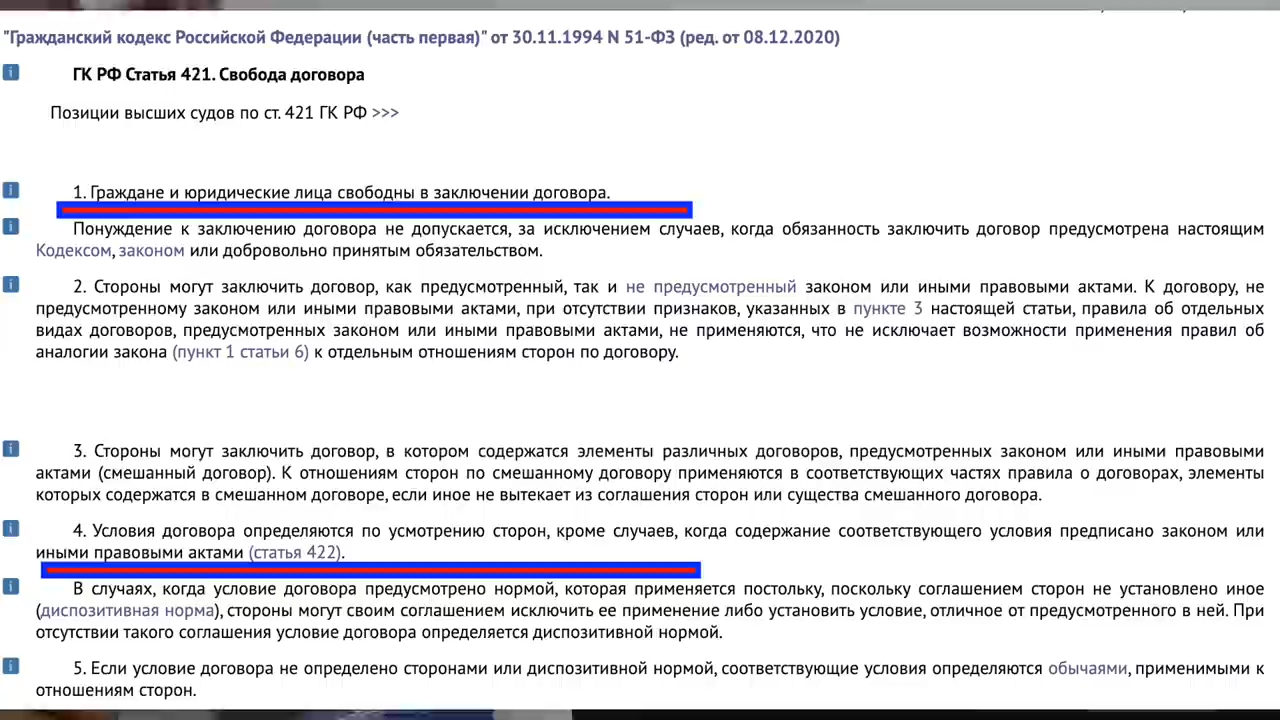 "Гражданский кодекс Российской Федерации (часть первая)" от 30.11.1994 N 51-ФЗ (ред. от 08.12.2020)
ГК РФ Статья 421. Свобода договора
Позиции высших судов по ст. 421 ГК РФ >>>
1. Граждане и юридические лица свободны в заключении договора.
Понуждение к заключению договора не допускается, за исключением случаев, когда обязанность заключить договор предусмотрена настоящим
Кодексом, законом или добровольно принятым обязательством.
2. Стороны могут заключить договор, как предусмотренный, так и не предусмотренный законом или иными правовыми актами. К договору, не
предусмотренному законом или иными правовыми актами, при отсутствии признаков, указанных в пункте 3 настоящей статьи, правила об отдельных
видах договоров, предусмотренных законом или иными правовыми актами, не применяются, что не исключает возможности применения правил об
аналогии закона (пункт 1 статьи 6) к отдельным отношениям сторон по договору.
3. Стороны могут заключить договор, в котором содержатся элементы различных договоров, предусмотренных законом или иными правовыми
актами (смешанный договор). К отношениям сторон по смешанному договору применяются в соответствующих частях правила о договорах, элементы
которых содержатся в смешанном договоре, если иное не вытекает из соглашения сторон или существа смешанного договора.
4. Условия договора определяются по усмотрению сторон, кроме случаев, когда содержание соответствующего условия предписано законом или
иными правовыми актами (статья 422).
В случаях, когда условие договора предусмотрено нормой, которая применяется постольку, поскольку соглашением сторон не установлено иное
(диспозитивная норма), стороны могут своим соглашением исключить ее применение либо установить условие, отличное от предусмотренного в ней. При
отсутствии такого соглашения условие договора определяется диспозитивной нормой.
5. Если условие договора не определено сторонами или диспозитивной нормой, соответствующие условия определяются обычаями, применимыми к
отношениям сторон.